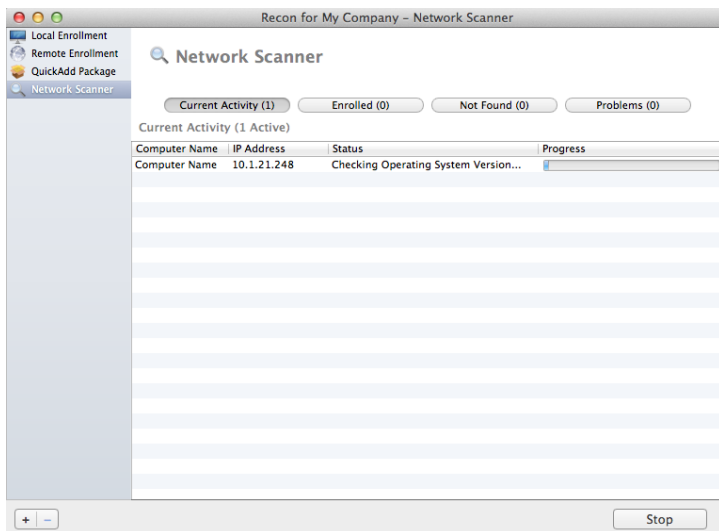 Recon for My Company – Network Scanner
Local Enrollment
Remote Enrollment
QuickAdd Package
Network Scanner
Network Scanner
Current Activity (1) Enrolled (0) Not Found (0) Problems (0)
Current Activity (1 Active)
Computer Name IP Address Status Progress
Computer Name 10.1.21.248 Checking Operating System Version...
+ –
Stop